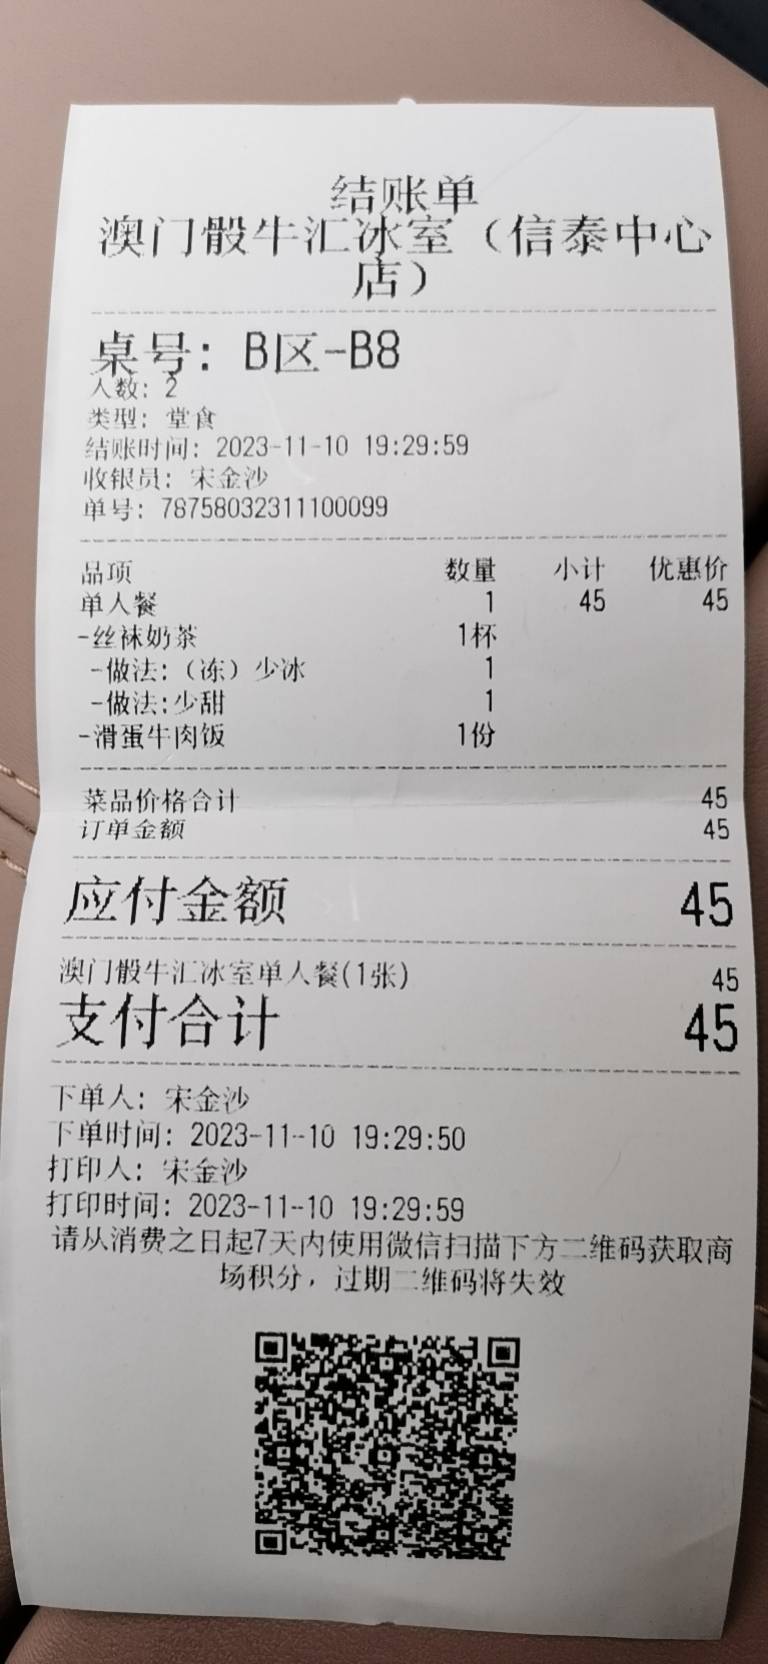 结账单
澳门骰牛汇冰室（信泰中心
店）
桌号: B区-B8
人数: 2
类型: 堂食
结账时间: 2023-11-10 19:29:59
收银员: 宋金沙
单号: 78758032311100099
品项 数量 小计 优惠价
单人餐 1 45 45
-丝袜奶茶 1杯
-做法:（冻）少冰 1
-做法:少甜 1
-滑蛋牛肉饭 1份
菜品价格合计 45
订单金额 45
应付金额 45
澳门骰牛汇冰室单人餐(1张) 45
支付合计 45
下单人: 宋金沙
下单时间: 2023-11-10 19:29:50
打印人: 宋金沙
打印时间: 2023-11-10 19:29:59
请从消费之日起7天内使用微信扫描下方二维码获取商
场积分，过期二维码将失效